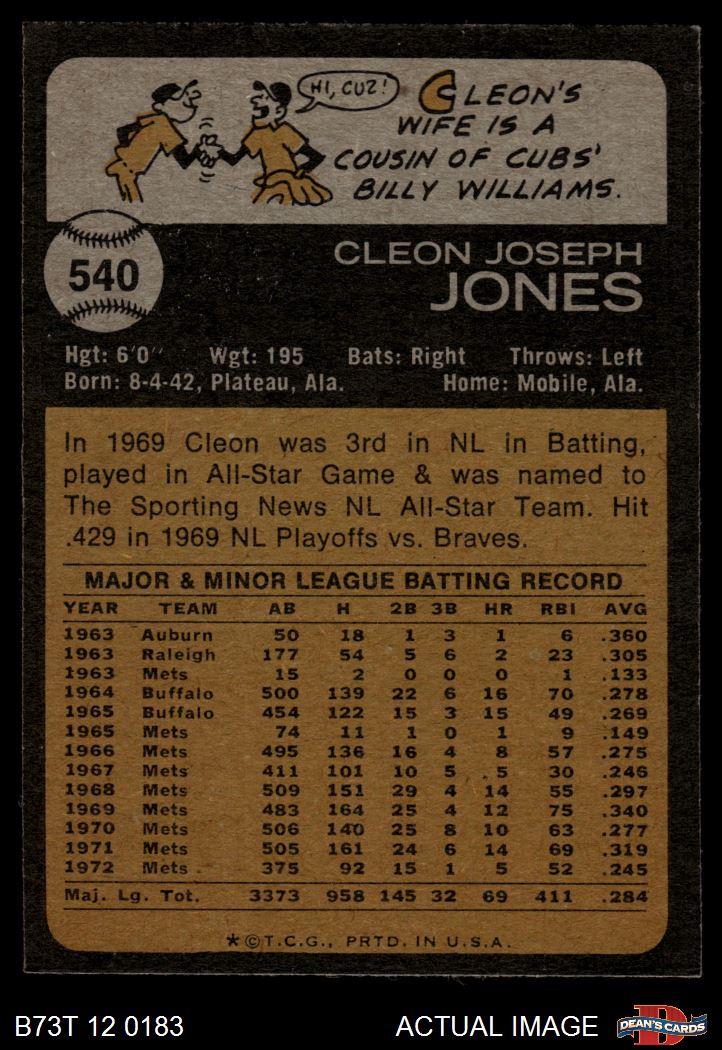 HI, CUZ!
CLEON'S
WIFE IS A
COUSIN OF CUBS'
BILLY WILLIAMS.
540
CLEON JOSEPH
JONES
Hgt: 6'0" Wgt: 195 Bats: Right Throws: Left
Born: 8-4-42, Plateau, Ala. Home: Mobile, Ala.
In 1969 Cleon was 3rd in NL in Batting,
played in All-Star Game & was named to
The Sporting News NL All-Star Team. Hit
.429 in 1969 NL Playoffs vs. Braves.
MAJOR & MINOR LEAGUE BATTING RECORD
YEAR TEAM AB H 2B 3B HR RBI AVG
1963 Auburn 50 18 1 3 1 6 .360
1963 Raleigh 177 54 5 6 2 23 .305
1963 Mets 15 2 0 0 0 1 .133
1964 Buffalo 500 139 22 6 16 70 .278
1965 Buffalo 454 122 15 3 15 49 .269
1965 Mets 74 11 1 0 1 9 .149
1966 Mets 495 136 16 4 8 57 .275
1967 Mets 411 101 10 5 5 30 .246
1968 Mets 509 151 29 4 14 55 .297
1969 Mets 483 164 25 4 12 75 .340
1970 Mets 506 140 25 8 10 63 .277
1971 Mets 505 161 24 6 14 69 .319
1972 Mets 375 92 15 1 5 52 .245
Maj. Lg. Tot. 3373 958 145 32 69 411 .284
*©T.C.G., PRTD. IN U.S.A.
B73T 12 0183 ACTUAL IMAGE D DEAN'S CARDS